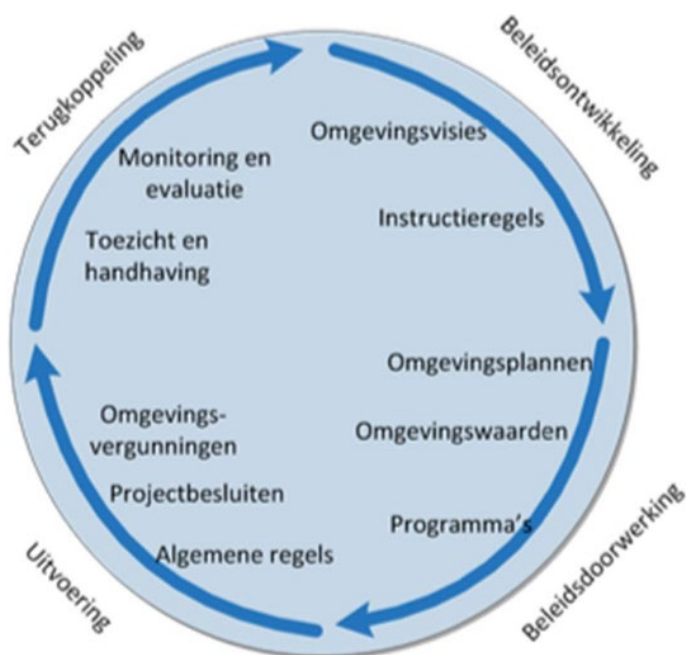 Terugkoppeling
Beleidsontwikkeling
Omgevingsvisies
Monitoring en
evaluatie
Instructieregels
Toezicht en
handhaving
Omgevingsplannen
Omgevings-
vergunningen
Omgevingswaarden
Projectbesluiten
Programma's
Algemene regels
Uitvoering
Beleidsdoorwerking